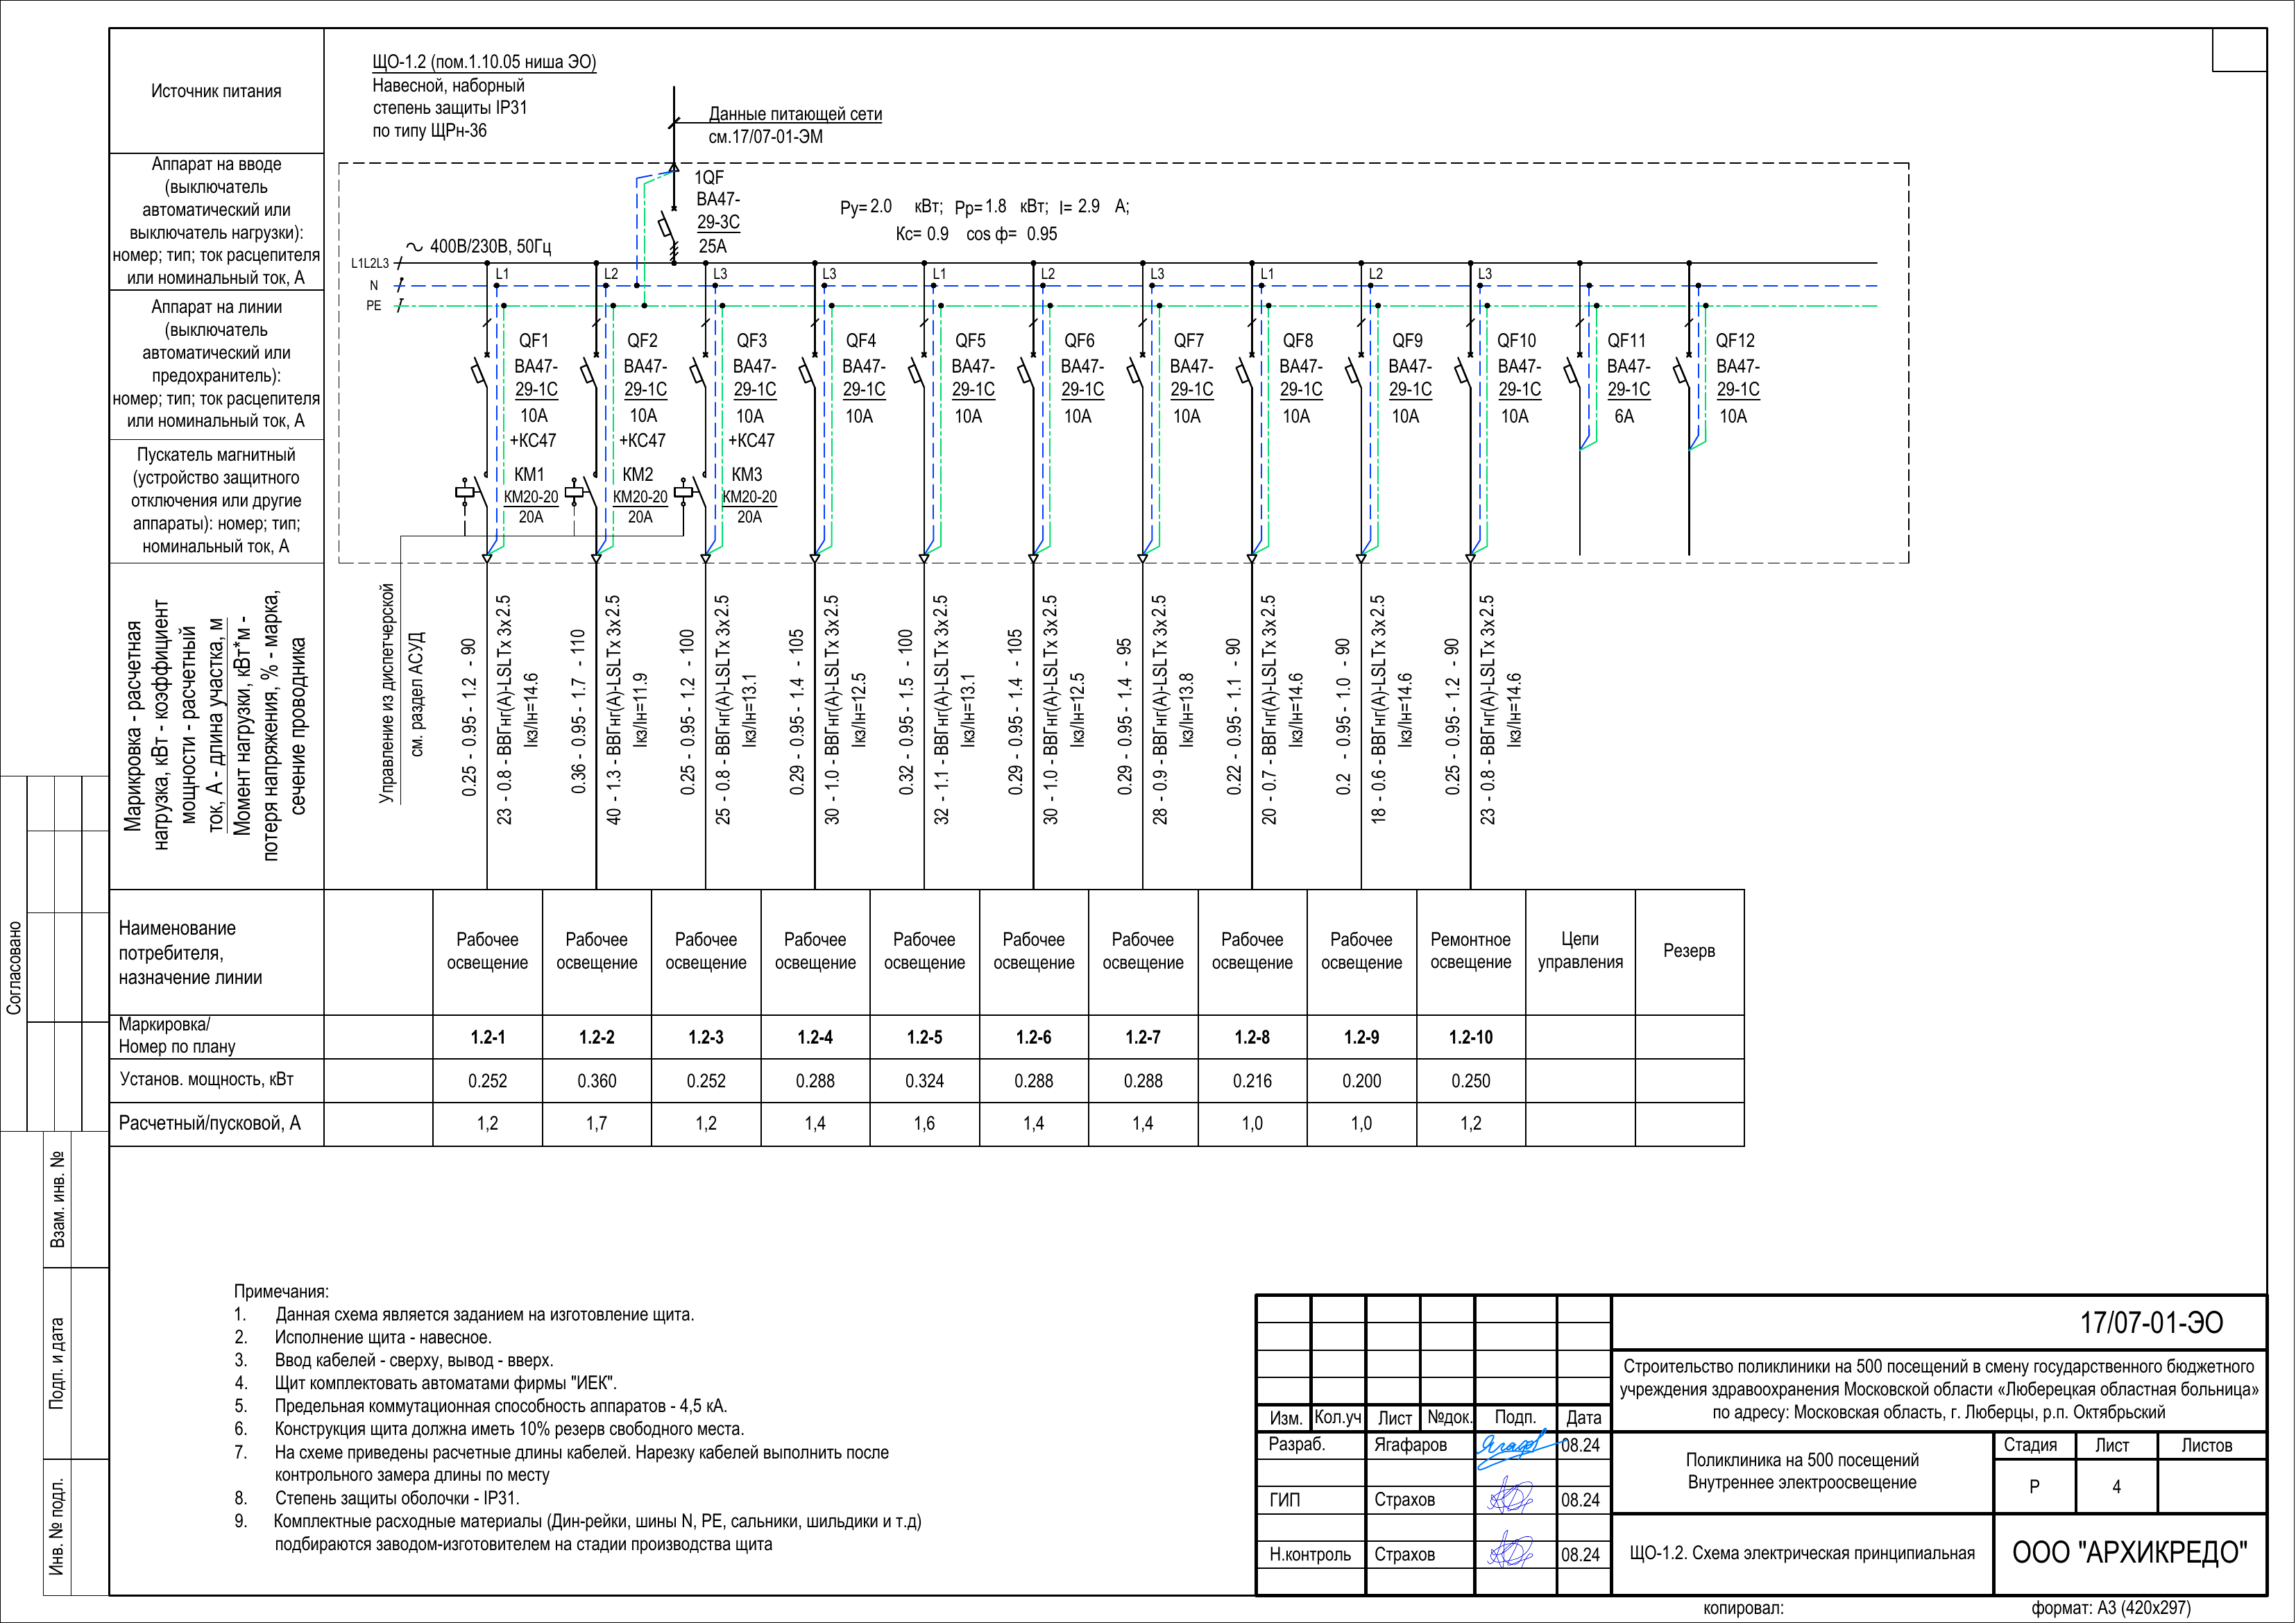 ЩО-1.2 (пом.1.10.05 ниша ЭО)
Навесной, наборный
степень защиты IP31
по типу ЩРн-36
Данные питающей сети
см.17/07-01-ЭМ
Источник питания
Аппарат на вводе
(выключатель
автоматический или
выключатель нагрузки):
номер; тип; ток расцепителя
или номинальный ток, А
1QF
ВА47-
29-3С
25А
Ру= 2.0 кВт; Рр= 1.8 кВт; I= 2.9 А;
Кс= 0.9 cos ф= 0.95
400В/230В, 50Гц
L1L2L3
N
PE
L1 L2 L3 L3 L1 L2 L3 L1 L2 L3
Аппарат на линии
(выключатель
автоматический или
предохранитель):
номер; тип; ток расцепителя
или номинальный ток, А
QF1 QF2 QF3 QF4 QF5 QF6 QF7 QF8 QF9 QF10 QF11 QF12
ВА47- ВА47- ВА47- ВА47- ВА47- ВА47- ВА47- ВА47- ВА47- ВА47- ВА47- ВА47-
29-1С 29-1С 29-1С 29-1С 29-1С 29-1С 29-1С 29-1С 29-1С 29-1С 29-1С 29-1С
10А 10А 10А 10А 10А 10А 10А 10А 10А 10А 6А 10А
+КС47 +КС47 +КС47
Пускатель магнитный
(устройство защитного
отключения или другие
аппараты): номер; тип;
номинальный ток, А
КМ1 КМ2 КМ3
КМ20-20 КМ20-20 КМ20-20
20А 20А 20А
Марикровка - расчетная
нагрузка, кВт - коэффициент
мощности - расчетный
ток, А - длина участка, м
Момент нагрузки, кВт*м -
потеря напряжения, % - марка,
сечение проводника
Управление из диспетчерской
см. раздел АСУД
0.25 - 0.95 - 1.2 - 90
23 - 0.8 - ВВГнг(А)-LSLTx 3х2.5
Iкз/Iн=14.6
0.36 - 0.95 - 1.7 - 110
40 - 1.3 - ВВГнг(А)-LSLTx 3х2.5
Iкз/Iн=11.9
0.25 - 0.95 - 1.2 - 100
25 - 0.8 - ВВГнг(А)-LSLTx 3х2.5
Iкз/Iн=13.1
0.29 - 0.95 - 1.4 - 105
30 - 1.0 - ВВГнг(А)-LSLTx 3х2.5
Iкз/Iн=12.5
0.32 - 0.95 - 1.5 - 100
32 - 1.1 - ВВГнг(А)-LSLTx 3х2.5
Iкз/Iн=13.1
0.29 - 0.95 - 1.4 - 105
30 - 1.0 - ВВГнг(А)-LSLTx 3х2.5
Iкз/Iн=12.5
0.29 - 0.95 - 1.4 - 95
28 - 0.9 - ВВГнг(А)-LSLTx 3х2.5
Iкз/Iн=13.8
0.22 - 0.95 - 1.1 - 90
20 - 0.7 - ВВГнг(А)-LSLTx 3х2.5
Iкз/Iн=14.6
0.2 - 0.95 - 1.0 - 90
18 - 0.6 - ВВГнг(А)-LSLTx 3х2.5
Iкз/Iн=14.6
0.25 - 0.95 - 1.2 - 90
23 - 0.8 - ВВГнг(А)-LSLTx 3х2.5
Iкз/Iн=14.6
Наименование
потребителя,
назначение линии
Рабочее Рабочее Рабочее Рабочее Рабочее Рабочее Рабочее Рабочее Рабочее Ремонтное Цепи Резерв
освещение освещение освещение освещение освещение освещение освещение освещение освещение освещение управления
Маркировка/
Номер по плану
1.2-1 1.2-2 1.2-3 1.2-4 1.2-5 1.2-6 1.2-7 1.2-8 1.2-9 1.2-10
Установ. мощность, кВт 0.252 0.360 0.252 0.288 0.324 0.288 0.288 0.216 0.200 0.250
Расчетный/пусковой, А 1,2 1,7 1,2 1,4 1,6 1,4 1,4 1,0 1,0 1,2
Согласовано
Взам. инв. №
Подп. и дата
Инв. № подл.
Примечания:
1. Данная схема является заданием на изготовление щита.
2. Исполнение щита - навесное.
3. Ввод кабелей - сверху, вывод - вверх.
4. Щит комплектовать автоматами фирмы "ИЕК".
5. Предельная коммутационная способность аппаратов - 4,5 кА.
6. Конструкция щита должна иметь 10% резерв свободного места.
7. На схеме приведены расчетные длины кабелей. Нарезку кабелей выполнить после
контрольного замера длины по месту
8. Степень защиты оболочки - IP31.
9. Комплектные расходные материалы (Дин-рейки, шины N, PE, сальники, шильдики и т.д)
подбираются заводом-изготовителем на стадии производства щита
17/07-01-ЭО
Строительство поликлиники на 500 посещений в смену государственного бюджетного
учреждения здравоохранения Московской области «Люберецкая областная больница»
по адресу: Московская область, г. Люберцы, р.п. Октябрьский
Изм. Кол.уч Лист №док. Подп. Дата
Разраб. Ягафаров Ягафаров 08.24
ГИП Страхов 08.24
Н.контроль Страхов 08.24
Поликлиника на 500 посещений
Внутреннее электроосвещение
Стадия Лист Листов
Р 4
ЩО-1.2. Схема электрическая принципиальная
ООО "АРХИКРЕДО"
копировал: формат: А3 (420х297)